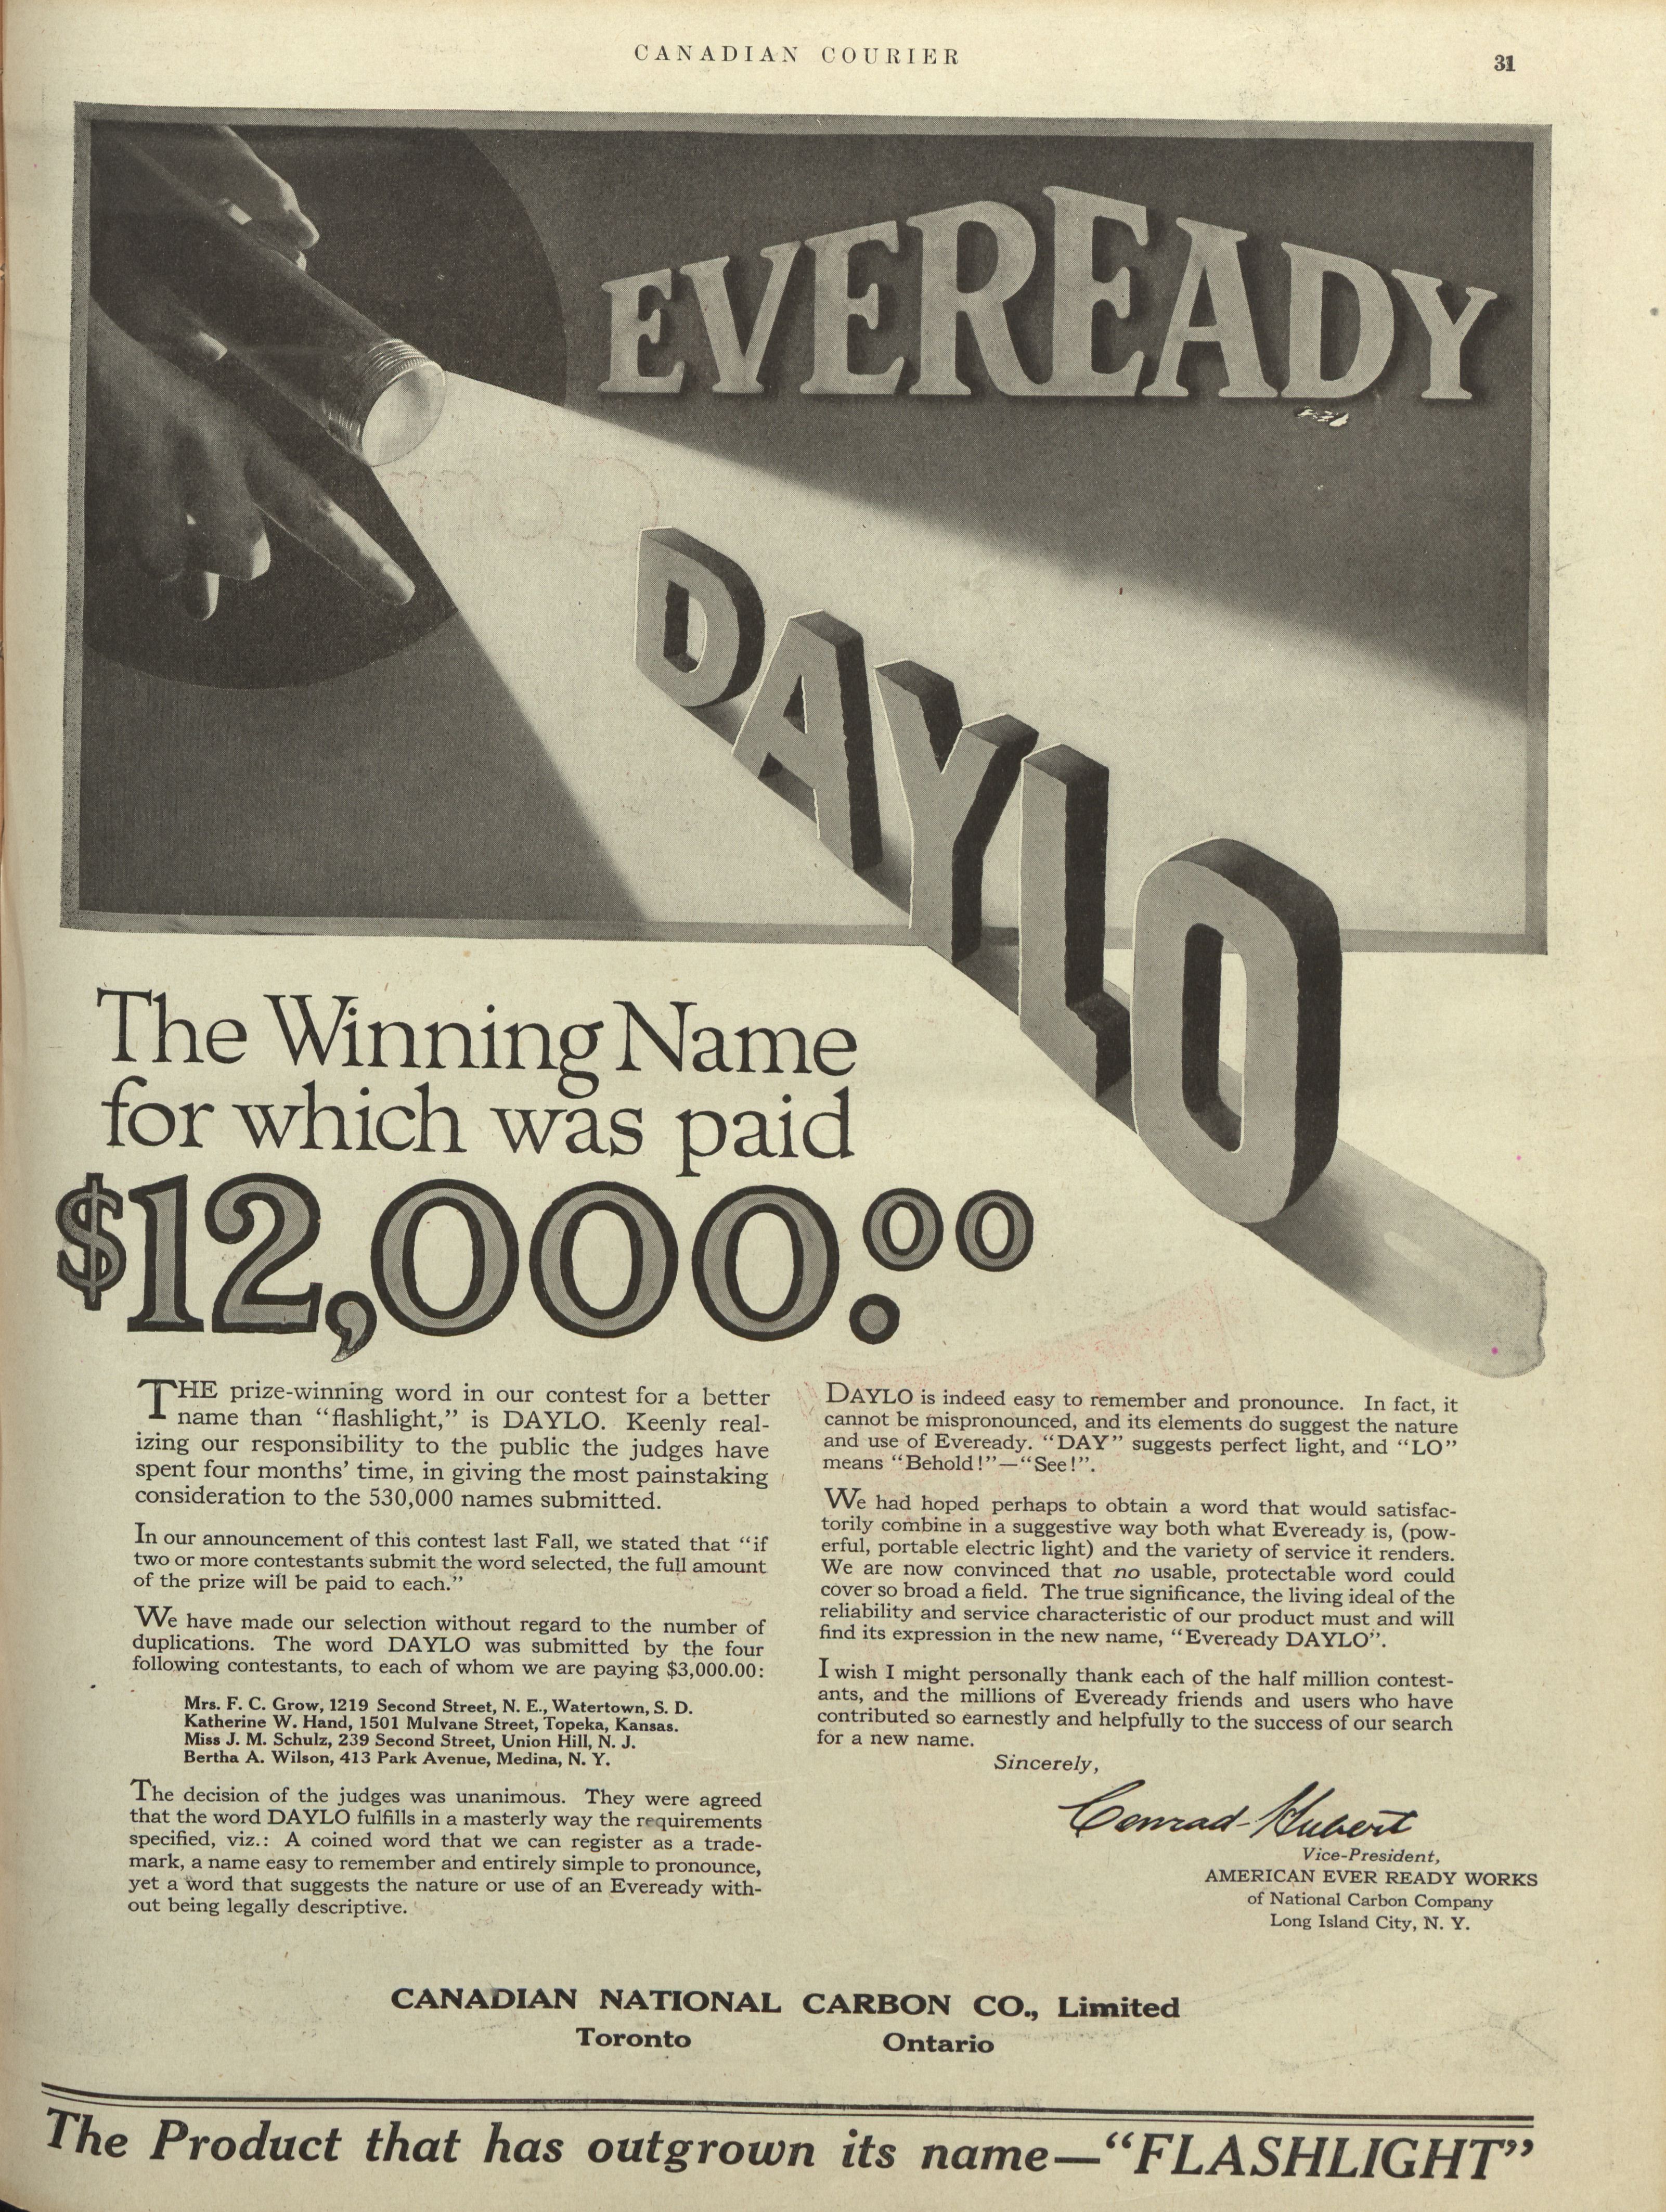 CANADIAN COURIER
31
EVEREADY
DAYLO
The Winning Name
for which was paid
$12,000.00
THE prize-winning word in our contest for a better
name than “flashlight,” is DAYLO. Keenly real-
izing our responsibility to the public the judges have
spent four months’ time, in giving the most painstaking
consideration to the 530,000 names submitted.
In our announcement of this contest last Fall, we stated that “if
two or more contestants submit the word selected, the full amount
of the prize will be paid to each.”
We have made our selection without regard to the number of
duplications. The word DAYLO was submitted by the four
following contestants, to each of whom we are paying $3,000.00:
Mrs. F. C. Grow, 1219 Second Street, N. E., Watertown, S. D.
Katherine W. Hand, 1501 Mulvane Street, Topeka, Kansas.
Miss J. M. Schulz, 239 Second Street, Union Hill, N. J.
Bertha A. Wilson, 413 Park Avenue, Medina, N. Y.
The decision of the judges was unanimous. They were agreed
that the word DAYLO fulfills in a masterly way the requirements
specified, viz.: A coined word that we can register as a trade-
mark, a name easy to remember and entirely simple to pronounce,
yet a word that suggests the nature or use of an Eveready with-
out being legally descriptive.
DAYLO is indeed easy to remember and pronounce. In fact, it
cannot be mispronounced, and its elements do suggest the nature
and use of Eveready. “DAY” suggests perfect light, and “LO”
means “Behold!”—“See!”.
We had hoped perhaps to obtain a word that would satisfac-
torily combine in a suggestive way both what Eveready is, (pow-
erful, portable electric light) and the variety of service it renders.
We are now convinced that no usable, protectable word could
cover so broad a field. The true significance, the living ideal of the
reliability and service characteristic of our product must and will
find its expression in the new name, “Eveready DAYLO”.
I wish I might personally thank each of the half million contest-
ants, and the millions of Eveready friends and users who have
contributed so earnestly and helpfully to the success of our search
for a new name.
Sincerely,
Conrad Hubert
Vice-President,
AMERICAN EVER READY WORKS
of National Carbon Company
Long Island City, N. Y.
CANADIAN NATIONAL CARBON CO., Limited
Toronto Ontario
The Product that has outgrown its name—“FLASHLIGHT”